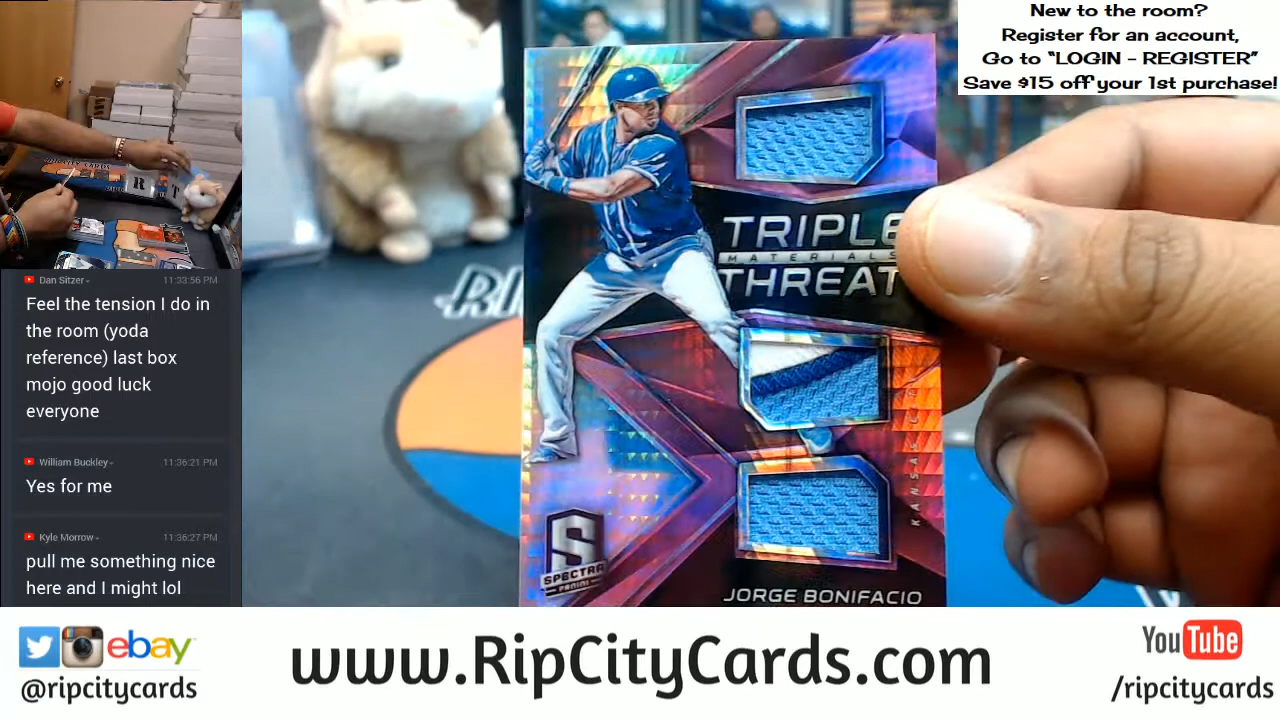 New to the room?
Register for an account,
Go to “LOGIN – REGISTER”
Save $15 off your 1st purchase!
Dan Sitzer 11:33:56 PM
Feel the tension I do in
the room (yoda
reference) last box
mojo good luck
everyone
William Buckley 11:36:21 PM
Yes for me
Kyle Morrow 11:36:27 PM
pull me something nice
here and I might lol
TRIPLE
MATERIALS
THREAT
KANSAS
S
SPECTRA
PANINI
JORGE BONIFACIO
ebay
@ripcitycards
www.RipCityCards.com
YouTube
/ripcitycards